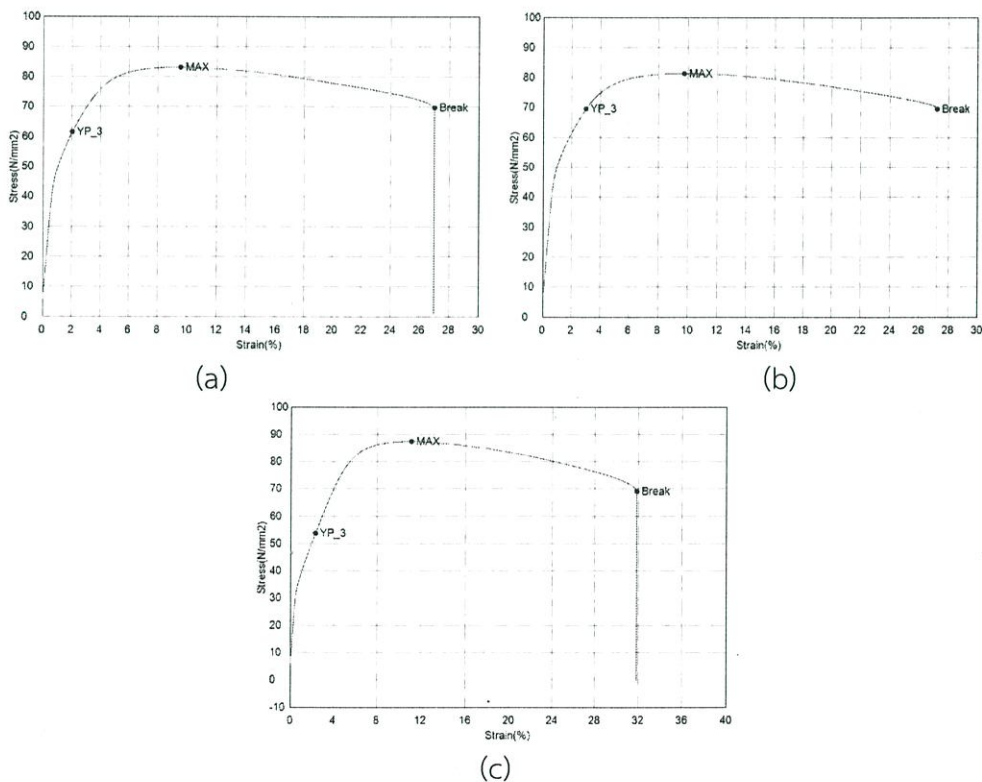 100
90
80
70
60
50
40
30
20
10
0
Stress(N/mm2)
MAX
YP_3
Break
0 2 4 6 8 10 12 14 16 18 20 22 24 26 28 30
Strain(%)
(a)
100
90
80
70
60
50
40
30
20
10
0
Stress(N/mm2)
MAX
YP_3
Break
0 2 4 6 8 10 12 14 16 18 20 22 24 26 28 30
Strain(%)
(b)
100
90
80
70
60
50
40
30
20
10
0
-10
Stress(N/mm2)
MAX
YP_3
Break
0 4 8 12 16 20 24 28 32 36 40
Strain(%)
(c)